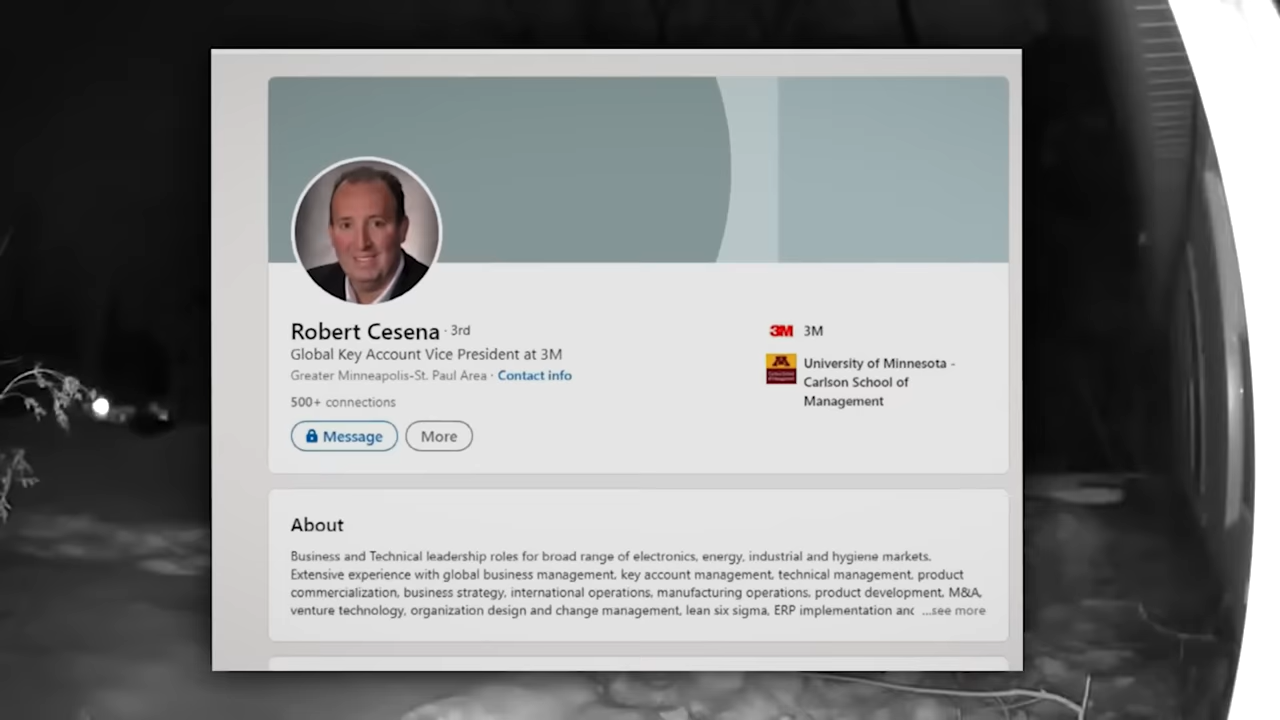 Robert Cesena · 3rd
Global Key Account Vice President at 3M
Greater Minneapolis-St. Paul Area · Contact info
500+ connections
Message
More
3M 3M
University of Minnesota -
Carlson School of
Management
About
Business and Technical leadership roles for broad range of electronics, energy, industrial and hygiene markets.
Extensive experience with global business management, key account management, technical management, product
commercialization, business strategy, international operations, manufacturing operations, product development, M&A,
venture technology, organization design and change management, lean six sigma, ERP implementation and ...see more